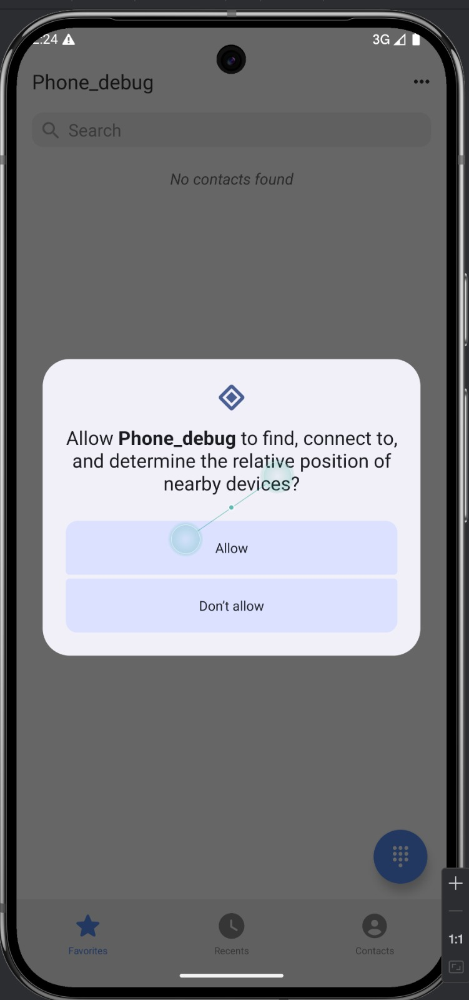 :24
3G
Phone_debug
Search
No contacts found
Allow Phone_debug to find, connect to,
and determine the relative position of
nearby devices?
Allow
Don’t allow
Favorites
Recents
Contacts
1:1